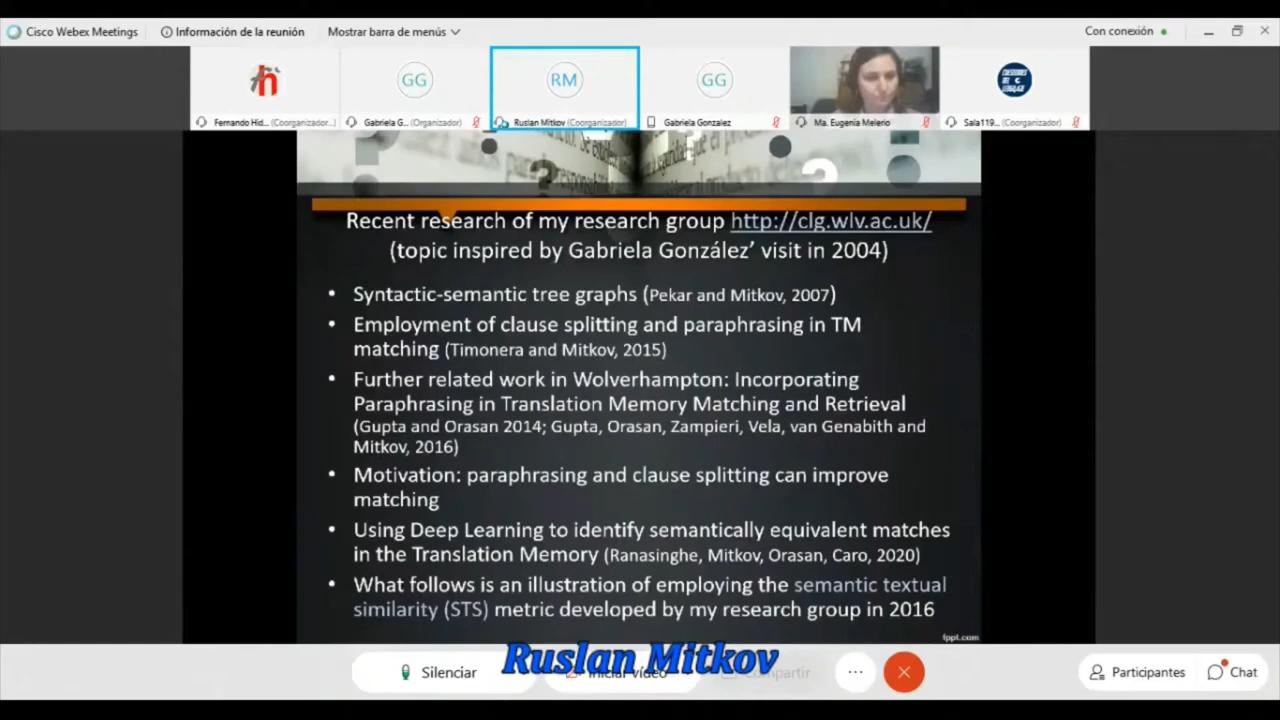 Cisco Webex Meetings
Información de la reunión
Mostrar barra de menús
Con conexión
h
GG
RM
GG
Fernando Hid... (Coorganizador...)
Gabriela G... (Organizador)
Ruslan Mitkov (Coorganizador)
Gabriela Gonzalez
Ma. Eugenia Melerio
Sala119... (Coorganizador)
Recent research of my research group http://clg.wlv.ac.uk/
(topic inspired by Gabriela González’ visit in 2004)
• Syntactic-semantic tree graphs (Pekar and Mitkov, 2007)
• Employment of clause splitting and paraphrasing in TM
matching (Timonera and Mitkov, 2015)
• Further related work in Wolverhampton: Incorporating
Paraphrasing in Translation Memory Matching and Retrieval
(Gupta and Orasan 2014; Gupta, Orasan, Zampieri, Vela, van Genabith and
Mitkov, 2016)
• Motivation: paraphrasing and clause splitting can improve
matching
• Using Deep Learning to identify semantically equivalent matches
in the Translation Memory (Ranasinghe, Mitkov, Orasan, Caro, 2020)
• What follows is an illustration of employing the semantic textual
similarity (STS) metric developed by my research group in 2016
fppt.com
Ruslan Mitkov
Silenciar
Iniciar vídeo
Compartir
Participantes
Chat